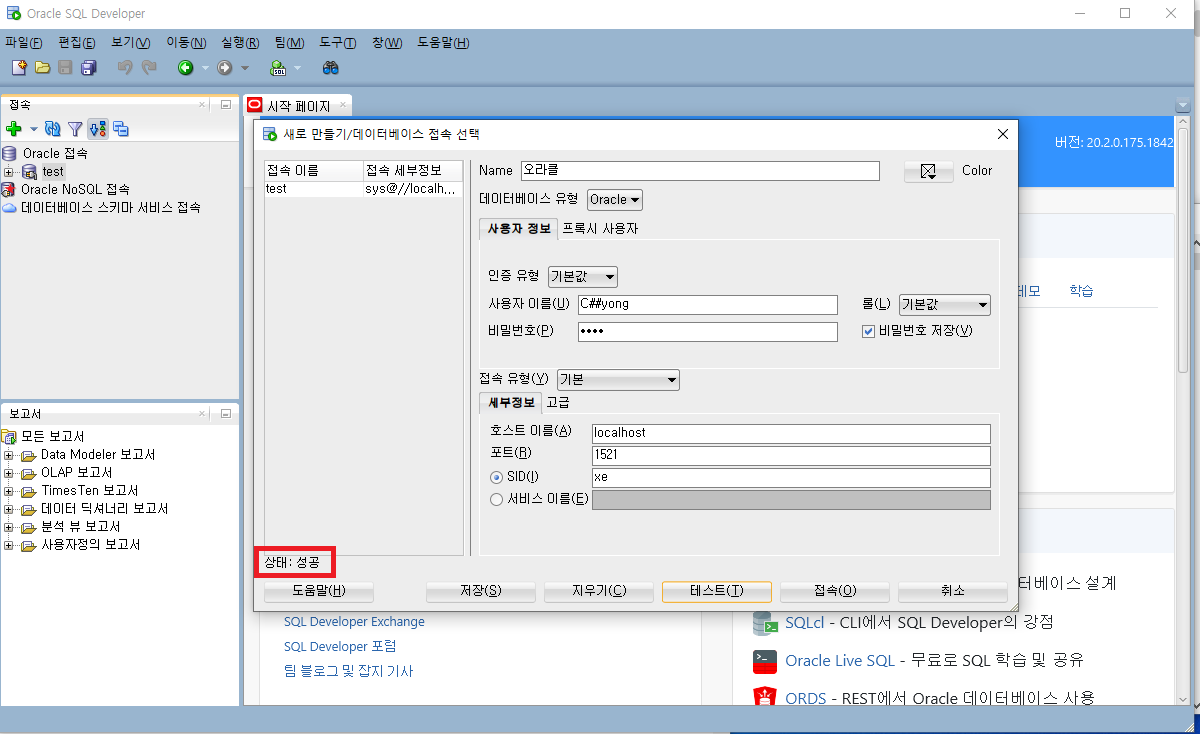 Oracle SQL Developer
파일(F) 편집(E) 보기(V) 이동(N) 실행(R) 팀(M) 도구(T) 창(W) 도움말(H)
접속
시작 페이지
버전: 20.2.0.175.1842
Oracle 접속
test
Oracle NoSQL 접속
데이터베이스 스키마 서비스 접속
보고서
모든 보고서
Data Modeler 보고서
OLAP 보고서
TimesTen 보고서
데이터 딕셔너리 보고서
분석 뷰 보고서
사용자정의 보고서
새로 만들기/데이터베이스 접속 선택
접속 이름 접속 세부정보
test sys@//localh...
Name 오라클 Color
데이터베이스 유형 Oracle
사용자 정보 프록시 사용자
인증 유형 기본값
사용자 이름(U) C##yong 롤(L) 기본값
비밀번호(P) •••• 비밀번호 저장(V)
접속 유형(Y) 기본
세부정보 고급
호스트 이름(A) localhost
포트(R) 1521
SID(I) xe
서비스 이름(E)
상태: 성공
도움말(H) 저장(S) 지우기(C) 테스트(T) 접속(O) 취소
데모 학습
터베이스 설계
SQL Developer Exchange
SQL Developer 포럼
팀 블로그 및 잡지 기사
SQLcl - CLI에서 SQL Developer의 강점
Oracle Live SQL - 무료로 SQL 학습 및 공유
ORDS - REST에서 Oracle 데이터베이스 사용